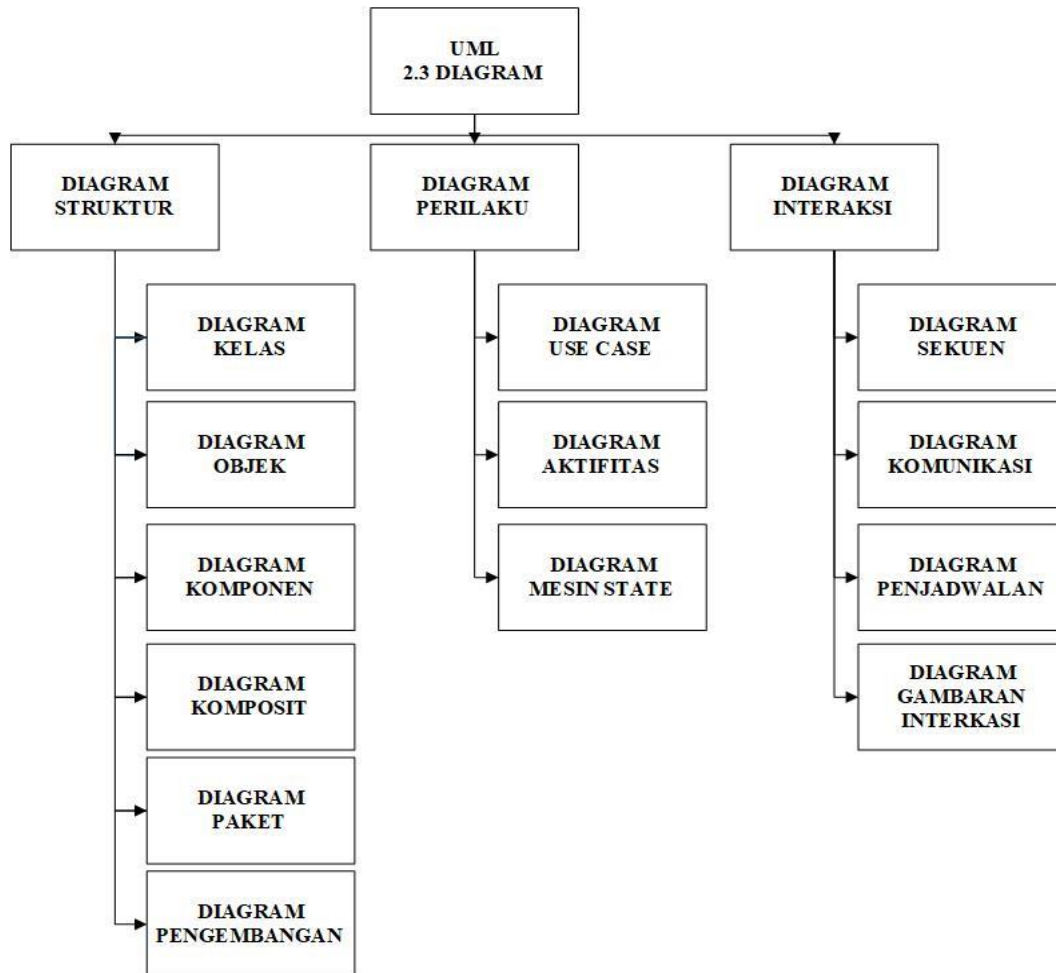 UML
2.3 DIAGRAM
DIAGRAM
STRUKTUR
DIAGRAM
PERILAKU
DIAGRAM
INTERAKSI
DIAGRAM
KELAS
DIAGRAM
OBJEK
DIAGRAM
KOMPONEN
DIAGRAM
KOMPOSIT
DIAGRAM
PAKET
DIAGRAM
PENGEMBANGAN
DIAGRAM
USE CASE
DIAGRAM
AKTIFITAS
DIAGRAM
MESIN STATE
DIAGRAM
SEKUEN
DIAGRAM
KOMUNIKASI
DIAGRAM
PENJADWALAN
DIAGRAM
GAMBARAN
INTERKASI